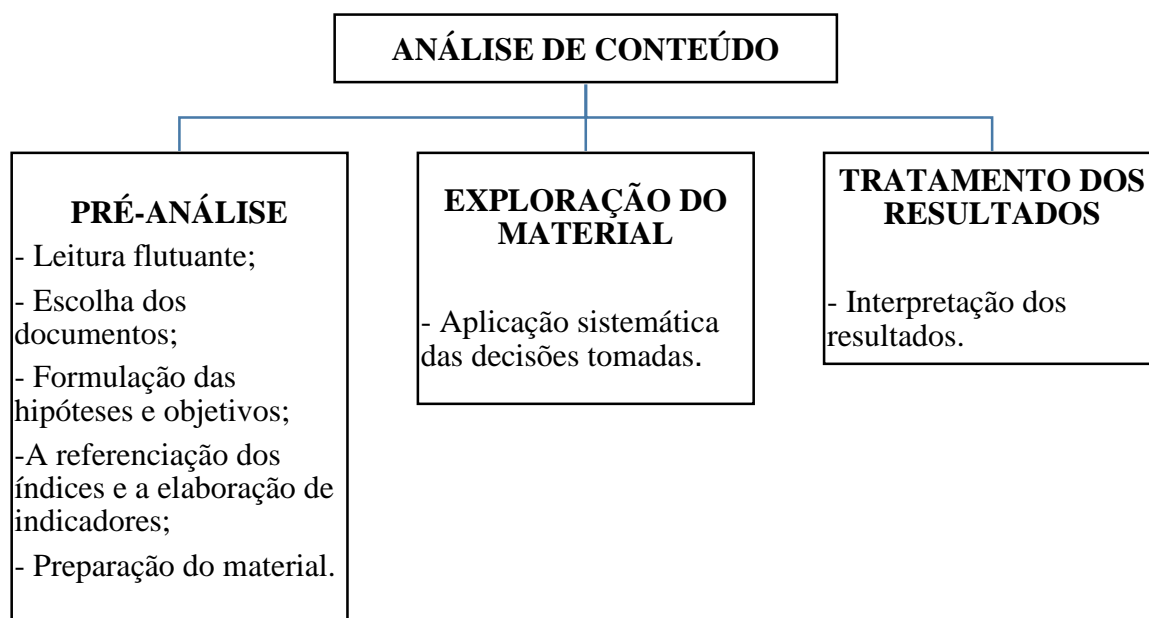 ANÁLISE DE CONTEÚDO
PRÉ-ANÁLISE
- Leitura flutuante;
- Escolha dos
documentos;
- Formulação das
hipóteses e objetivos;
-A referenciação dos
índices e a elaboração de
indicadores;
- Preparação do material.
EXPLORAÇÃO DO
MATERIAL
- Aplicação sistemática
das decisões tomadas.
TRATAMENTO DOS
RESULTADOS
- Interpretação dos
resultados.